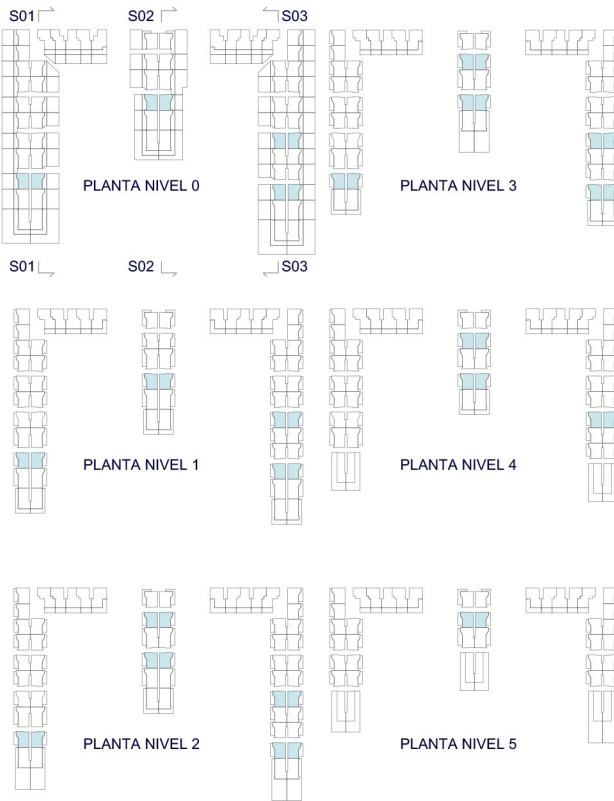 S01 S02 S03
PLANTA NIVEL 0
PLANTA NIVEL 3
S01 S02 S03
PLANTA NIVEL 1
PLANTA NIVEL 4
PLANTA NIVEL 2
PLANTA NIVEL 5